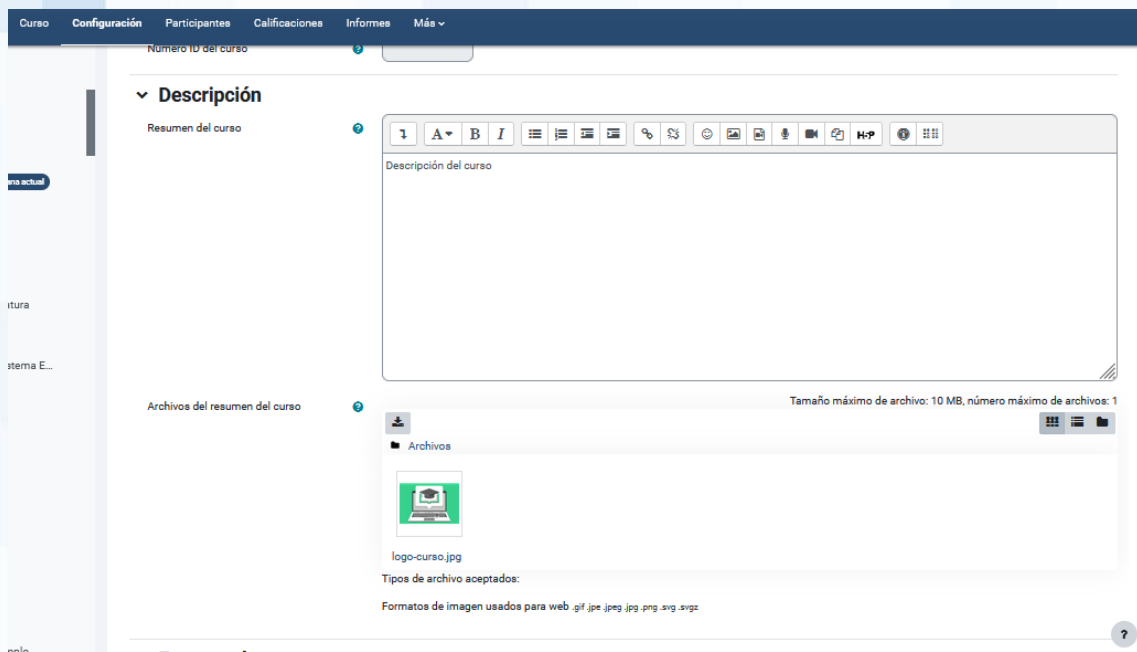 Curso Configuración Participantes Calificaciones Informes Más
Número ID del curso
Descripción
Resumen del curso
A B I H-P
Descripción del curso
ana actual
atura
stema E...
Tamaño máximo de archivo: 10 MB, número máximo de archivos: 1
Archivos del resumen del curso
Archivos
logo-curso.jpg
Tipos de archivo aceptados:
Formatos de imagen usados para web .gif .jpe .jpeg .jpg .png .svg .svgz
?